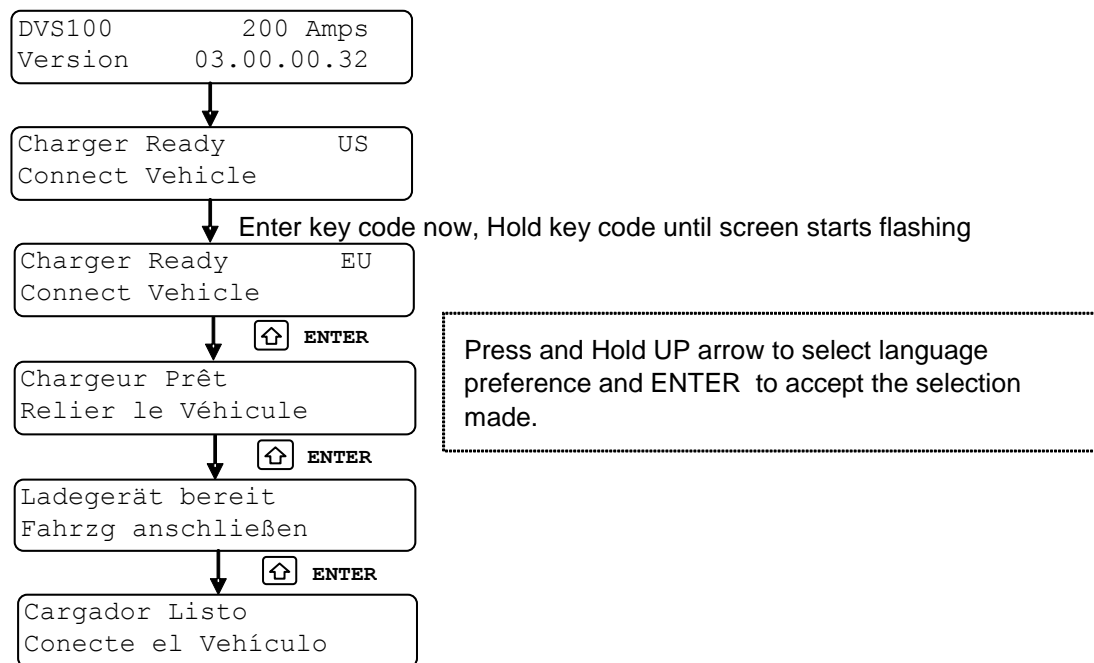 DVS100 200 Amps
Version 03.00.00.32
Charger Ready US
Connect Vehicle
Enter key code now, Hold key code until screen starts flashing
Charger Ready EU
Connect Vehicle
ENTER
Press and Hold UP arrow to select language
preference and ENTER to accept the selection
made.
Chargeur Prêt
Relier le Véhicule
ENTER
Ladegerät bereit
Fahrzg anschließen
ENTER
Cargador Listo
Conecte el Vehículo